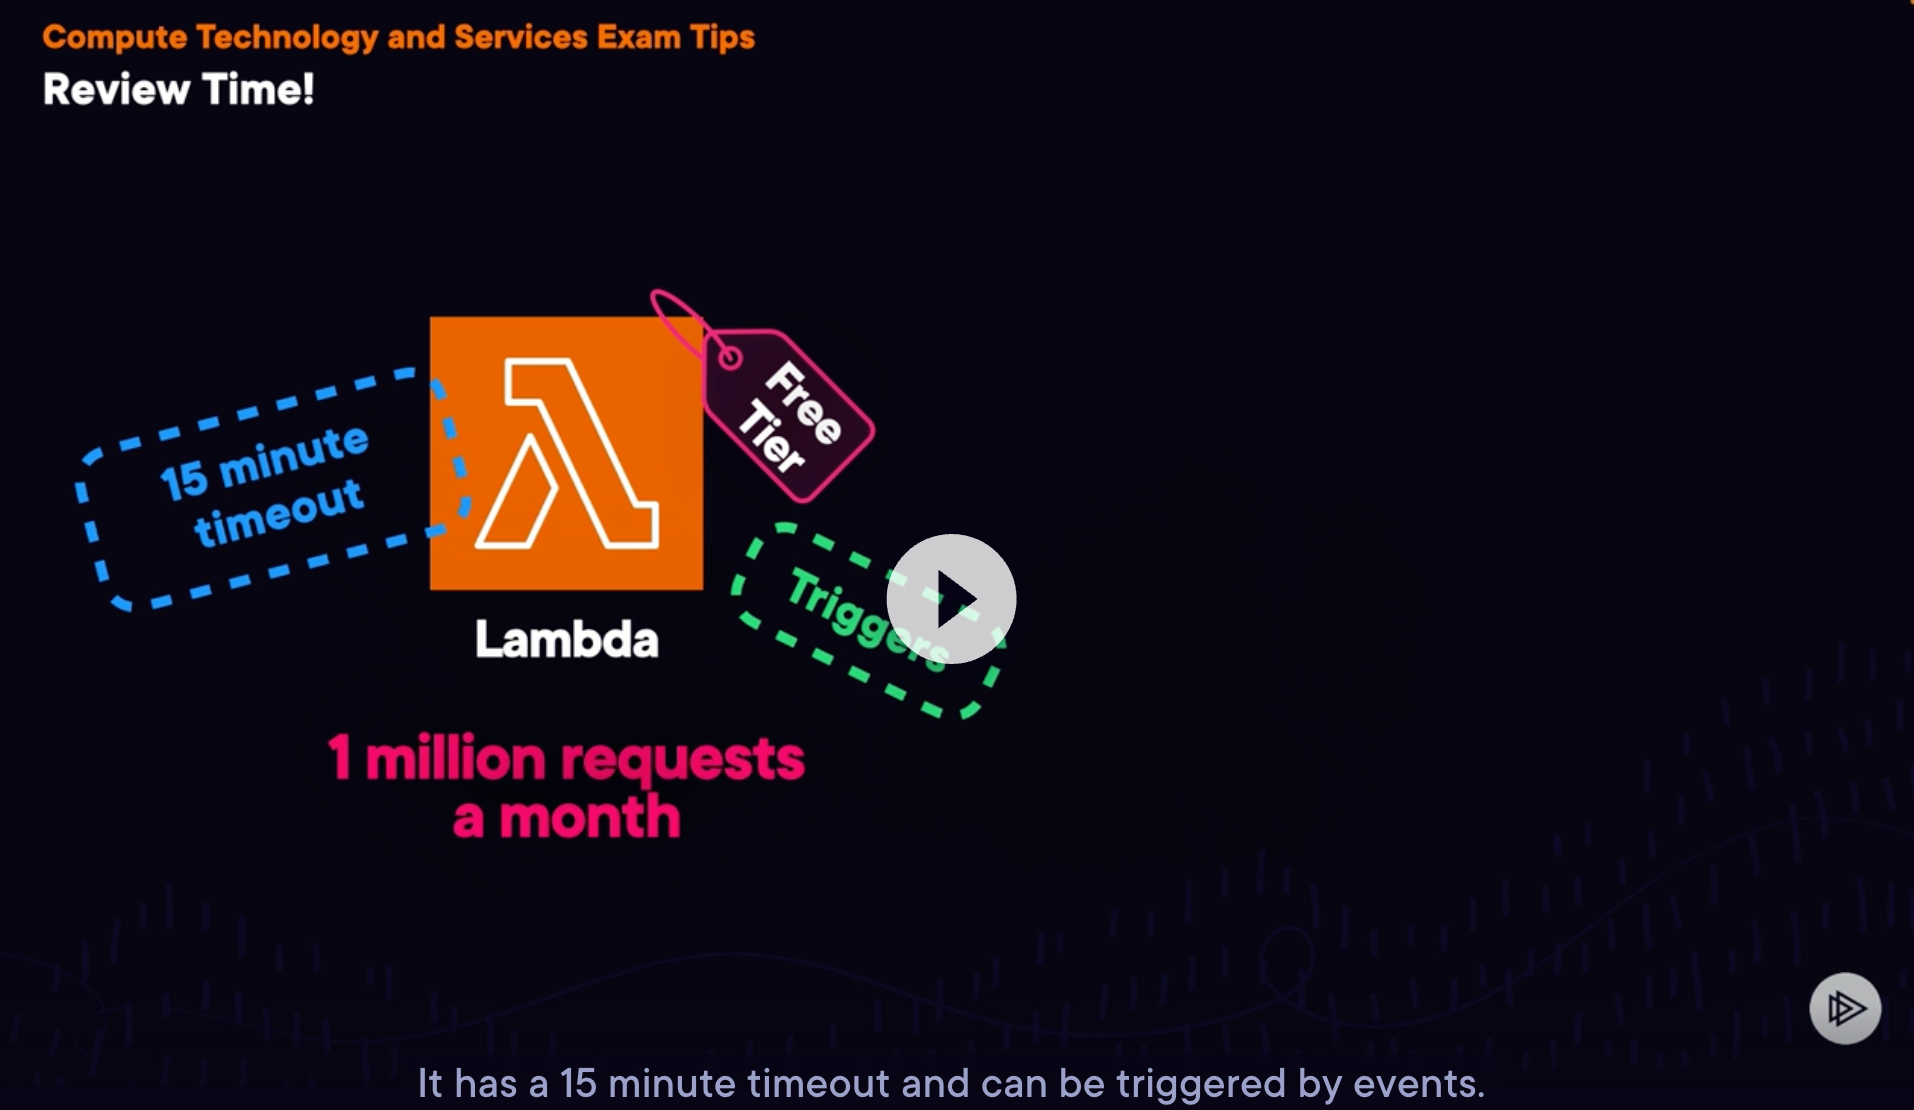 Compute Technology and Services Exam Tips
Review Time!
15 minute
timeout
Free
Tier
Triggers
Lambda
1 million requests
a month
It has a 15 minute timeout and can be triggered by events.